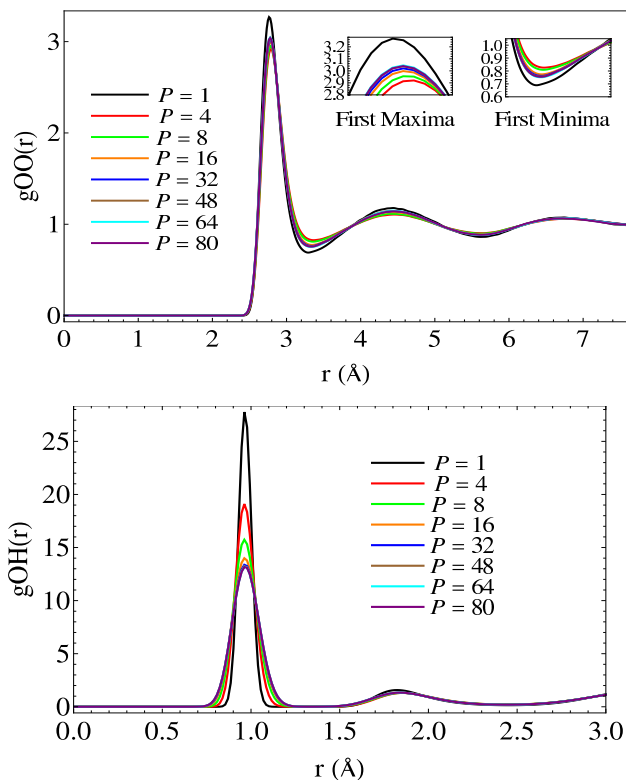 3.2
3.1
3.0
2.9
2.8
First Maxima
1.0
0.9
0.8
0.7
0.6
First Minima
P = 1
P = 4
P = 8
P = 16
P = 32
P = 48
P = 64
P = 80
gOO(r)
3
2
1
0
0 1 2 3 4 5 6 7
r (Å)
P = 1
P = 4
P = 8
P = 16
P = 32
P = 48
P = 64
P = 80
gOH(r)
25
20
15
10
5
0
0.0 0.5 1.0 1.5 2.0 2.5 3.0
r (Å)